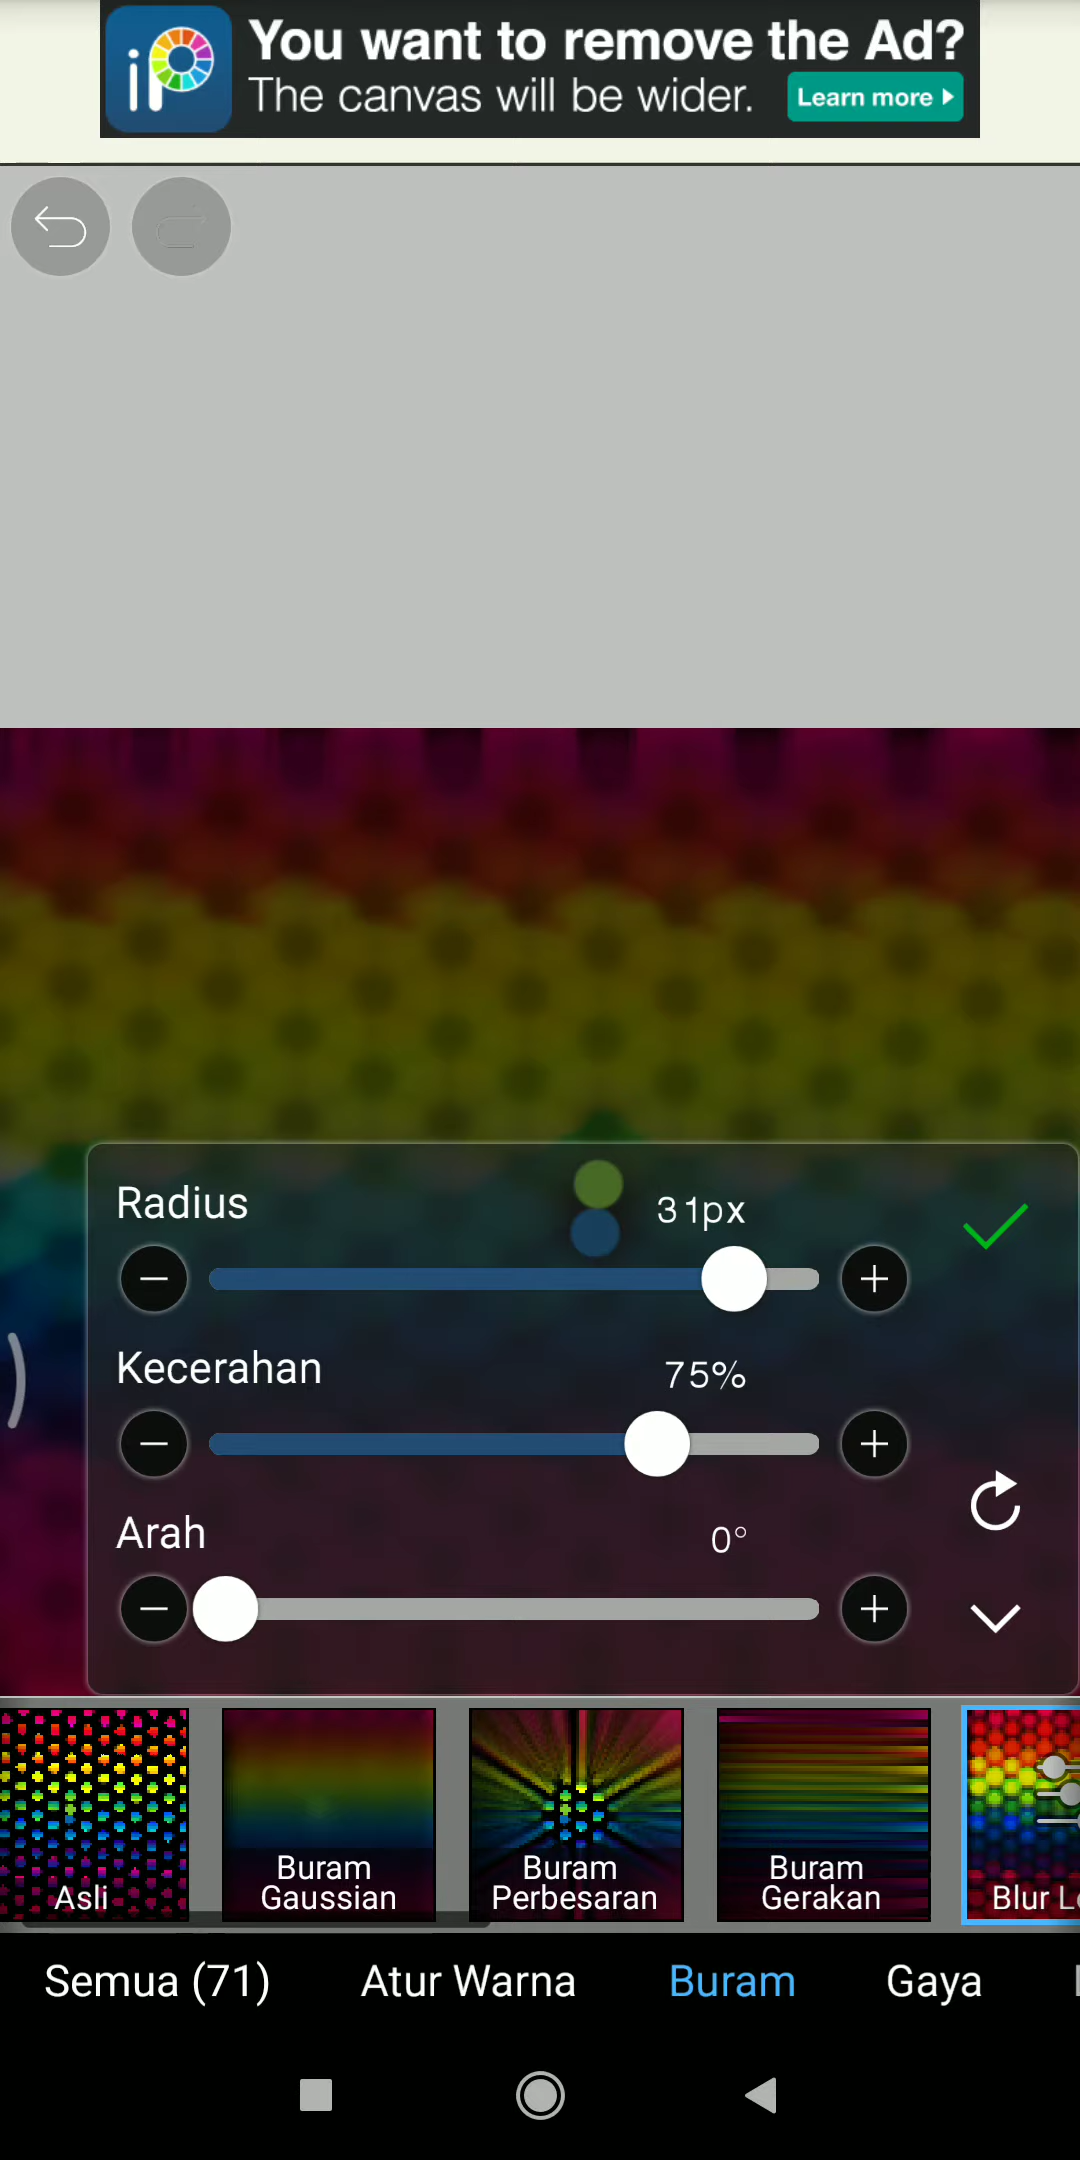 iP
You want to remove the Ad?
The canvas will be wider.
Learn more
Radius
31px
Kecerahan
75%
Arah
0°
Asli
Buram
Gaussian
Buram
Perbesaran
Buram
Gerakan
Blur
Semua (71)
Atur Warna
Buram
Gaya